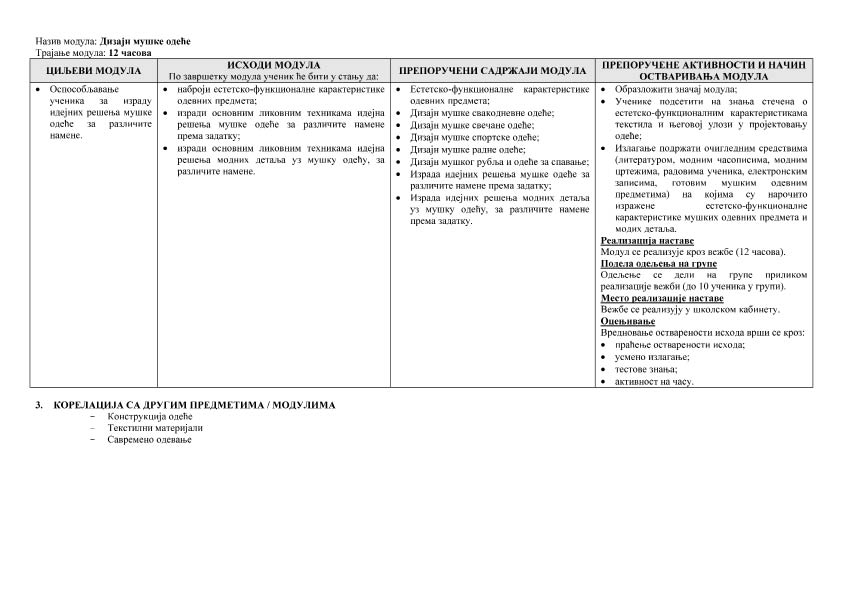 Назив модула: Дизајн мушке одеће
Трајање модула: 12 часова
ЦИЉЕВИ МОДУЛА
ИСХОДИ МОДУЛА
По завршетку модула ученик ће бити у стању да:
ПРЕПОРУЧЕНИ САДРЖАЈИ МОДУЛА
ПРЕПОРУЧЕНЕ АКТИВНОСТИ И НАЧИН
ОСТВАРИВАЊА МОДУЛА
• Оспособљавање
ученика за израду
идејних решења мушке
одеће за различите
намене.
• наброји естетско-функционалне карактеристике
одевних предмета;
• изради основним ликовним техникама идејна
решења мушке одеће за различите намене
према задатку;
• изради основним ликовним техникама идејна
решења модних детаља уз мушку одећу, за
различите намене.
• Естетско-функционалне карактеристике
одевних предмета;
• Дизајн мушке свакодневне одеће;
• Дизајн мушке свечане одеће;
• Дизајн мушке спортске одеће;
• Дизајн мушке радне одеће;
• Дизајн мушког рубља и одеће за спавање;
• Израда идејних решења мушке одеће за
различите намене према задатку;
• Израда идејних решења модних детаља
уз мушку одећу, за различите намене
према задатку.
• Образложити значај модула;
• Ученике подсетити на знања стечена о
естетско-функционалним карактеристикама
текстила и његовој улози у пројектовању
одеће;
• Излагање подржати очигледним средствима
(литературом, модним часописима, модним
цртежима, радовима ученика, електронским
записима, готовим мушким одевним
предметима) на којима су нарочито
изражене естетско-функционалне
карактеристике мушких одевних предмета и
модих детаља.
Реализација наставе
Модул се реализује кроз вежбе (12 часова).
Подела одељења на групе
Одељење се дели на групе приликом
реализације вежби (до 10 ученика у групи).
Место реализације наставе
Вежбе се реализују у школском кабинету.
Оцењивање
Вредновање остварености исхода врши се кроз:
• праћење остварености исхода;
• усмено излагање;
• тестове знања;
• активност на часу.
3. КОРЕЛАЦИЈА СА ДРУГИМ ПРЕДМЕТИМА / МОДУЛИМА
− Конструкција одеће
− Текстилни материјали
− Савремено одевање